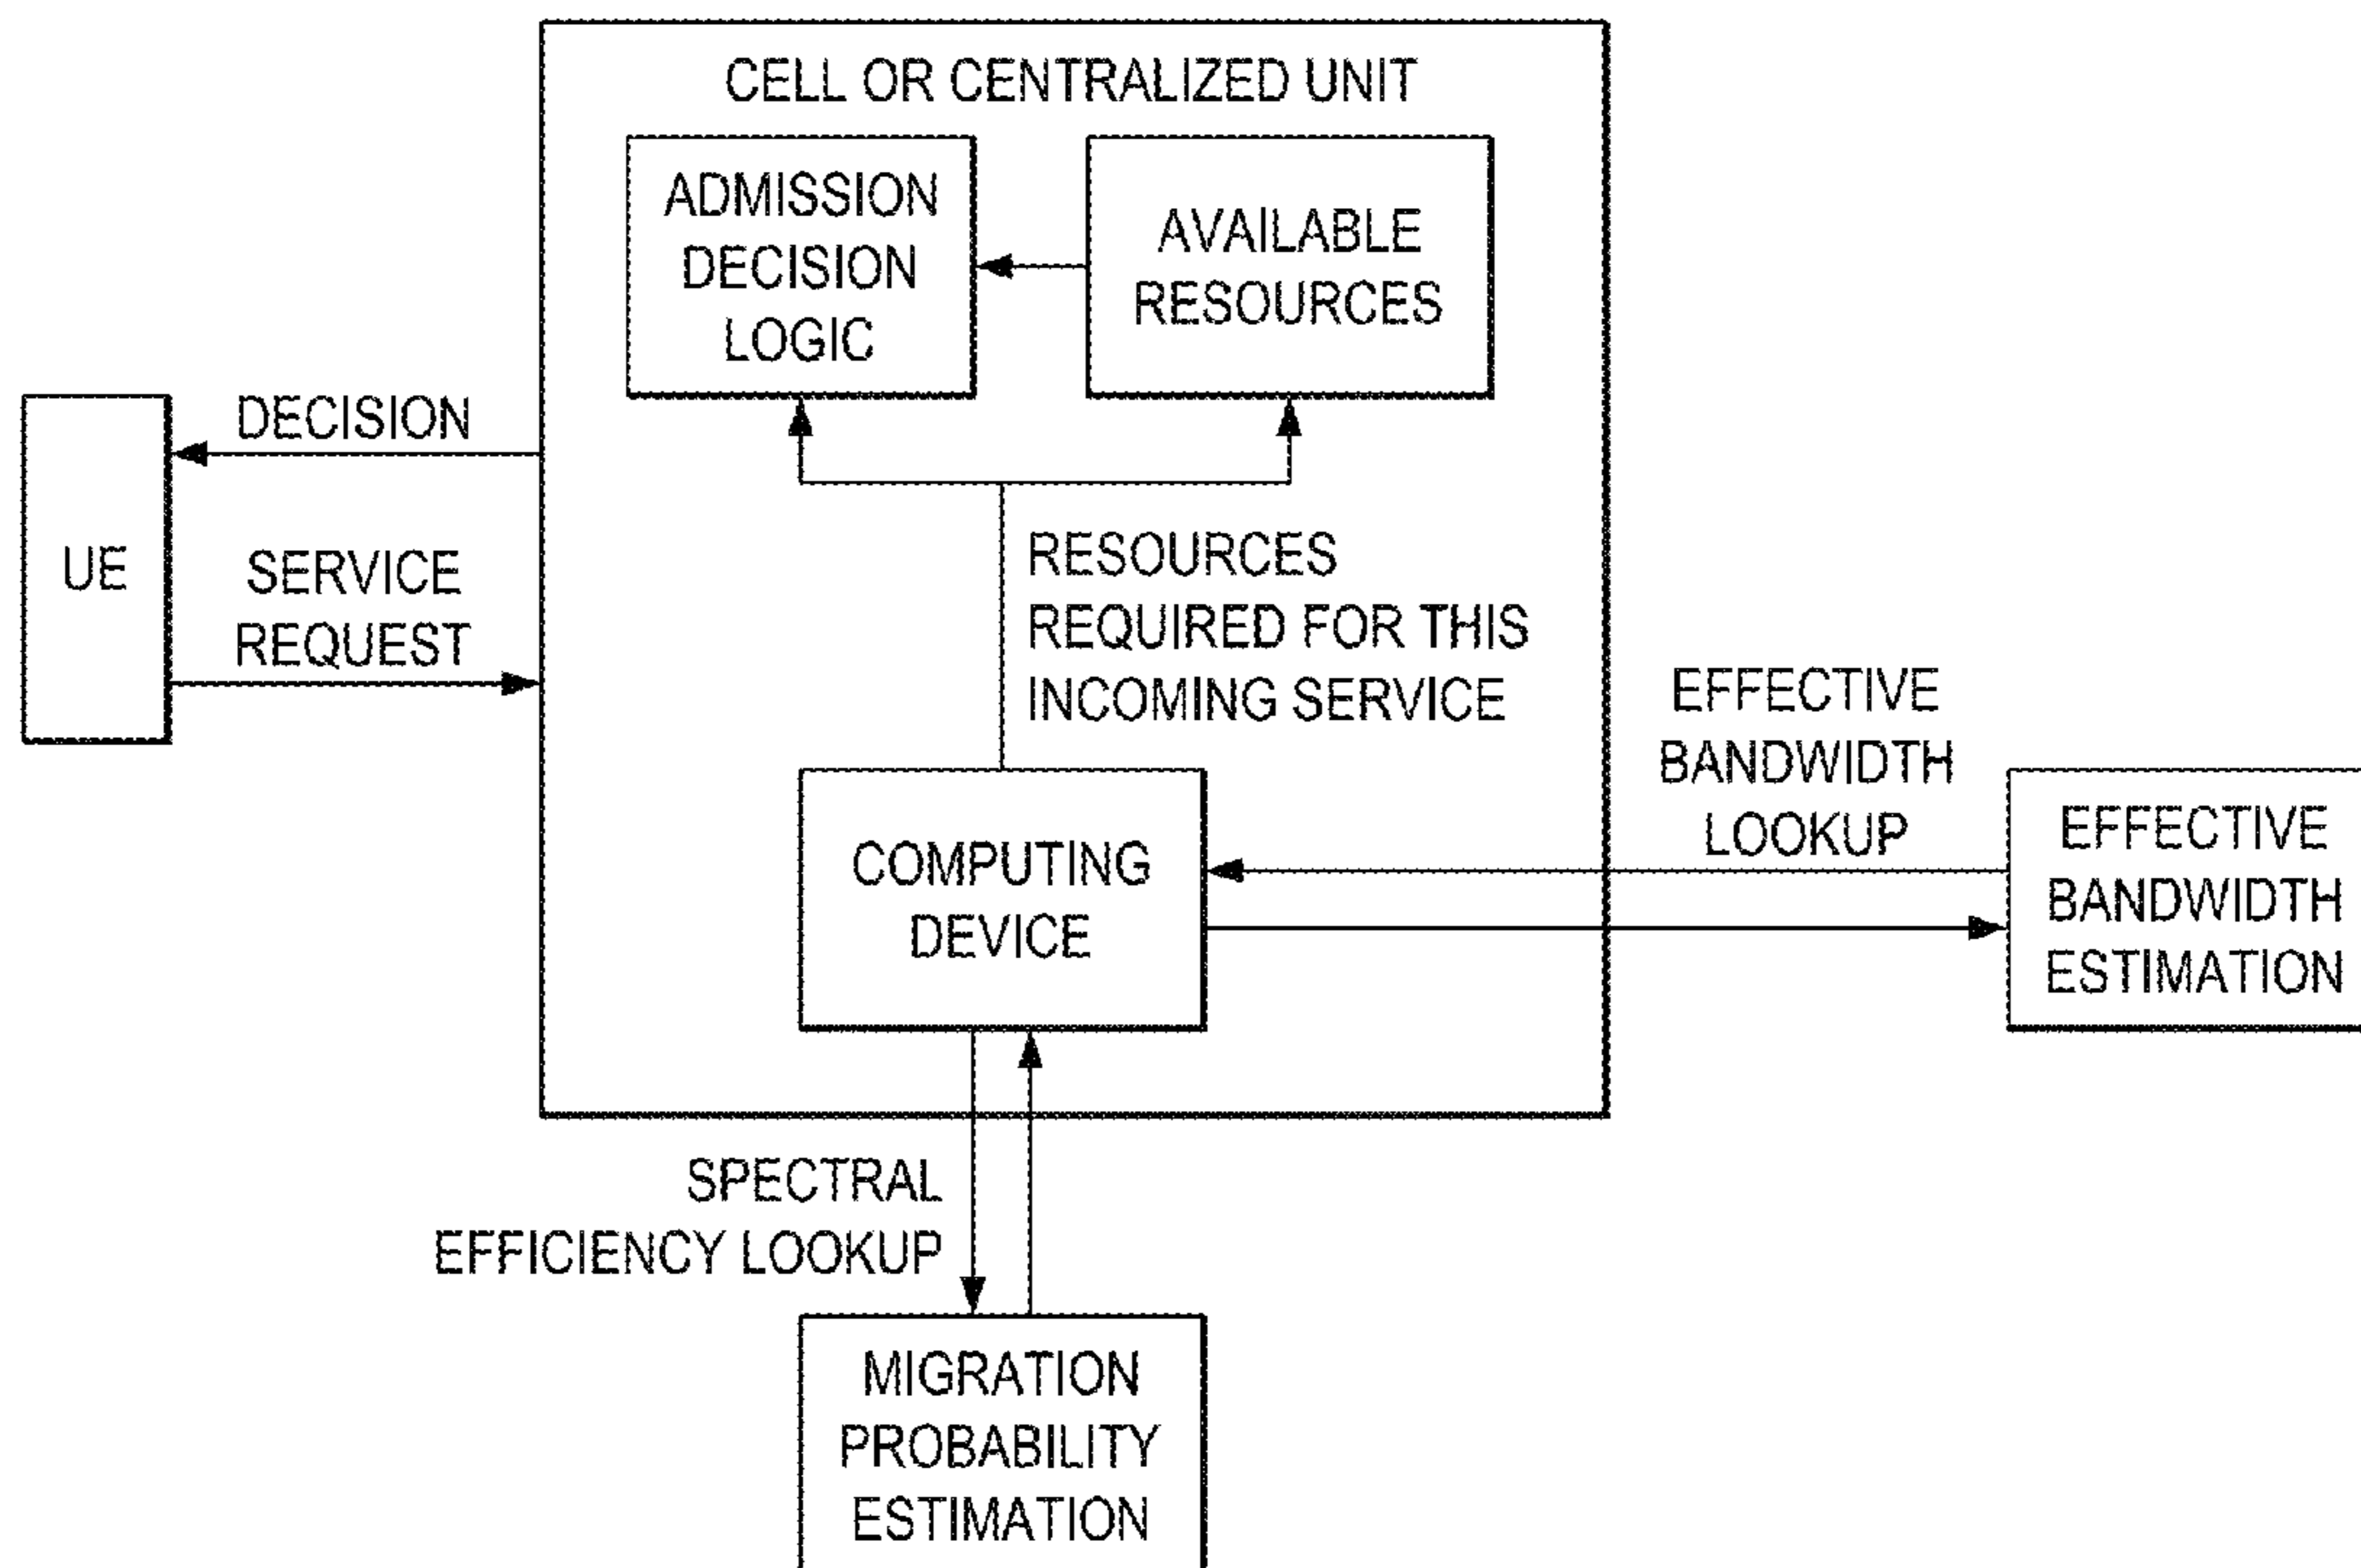 CELL OR CENTRALIZED UNIT
ADMISSION
DECISION
LOGIC
AVAILABLE
RESOURCES
DECISION
UE
SERVICE
REQUEST
RESOURCES
REQUIRED FOR THIS
INCOMING SERVICE
EFFECTIVE
BANDWIDTH
LOOKUP
COMPUTING
DEVICE
EFFECTIVE
BANDWIDTH
ESTIMATION
SPECTRAL
EFFICIENCY LOOKUP
MIGRATION
PROBABILITY
ESTIMATION